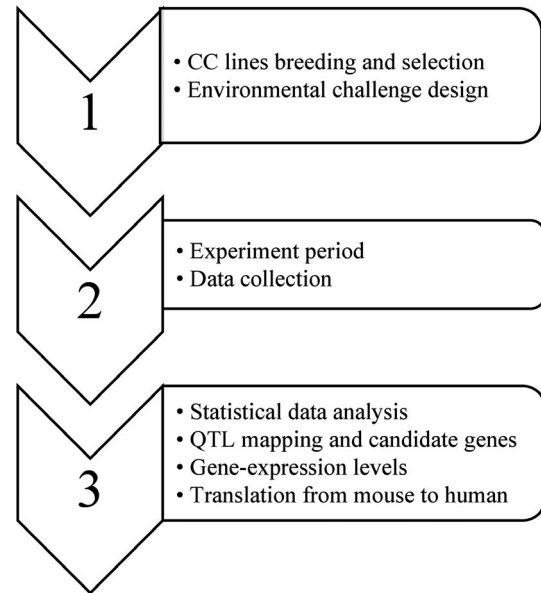 1
• CC lines breeding and selection
• Environmental challenge design
2
• Experiment period
• Data collection
3
• Statistical data analysis
• QTL mapping and candidate genes
• Gene-expression levels
• Translation from mouse to human